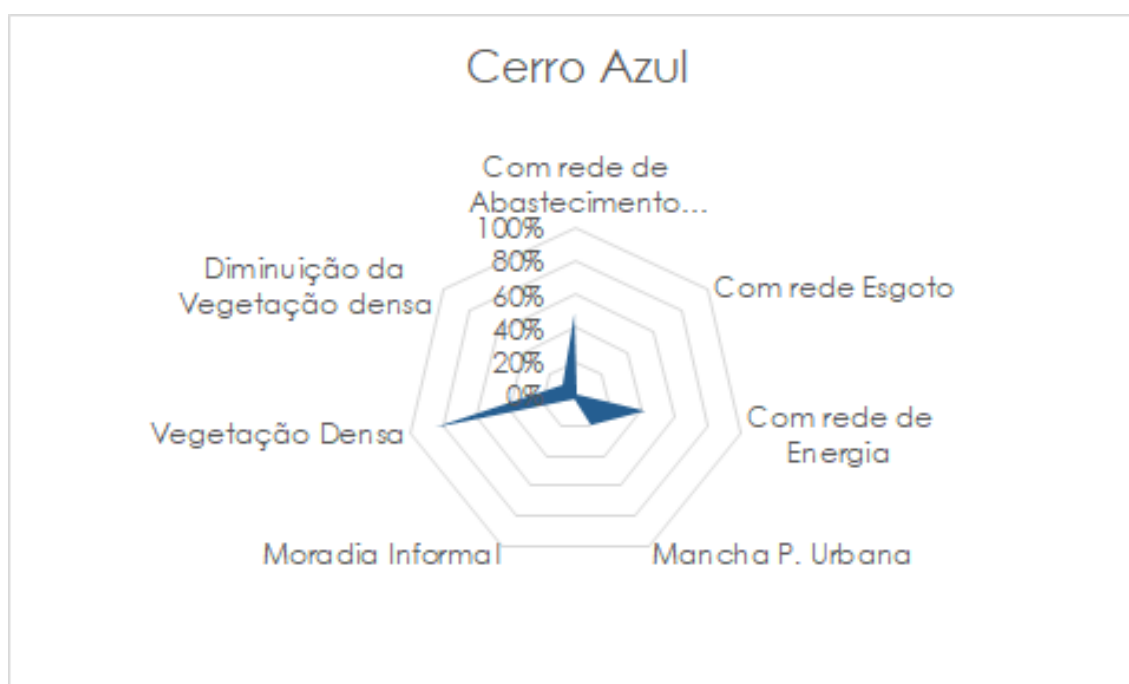 Cerro Azul
Com rede de
Abastecimento...
100%
80%
60%
40%
20%
0%
Com rede Esgoto
Com rede de
Energia
Mancha P. Urbana
Moradia Informal
Vegetação Densa
Diminuição da
Vegetação densa